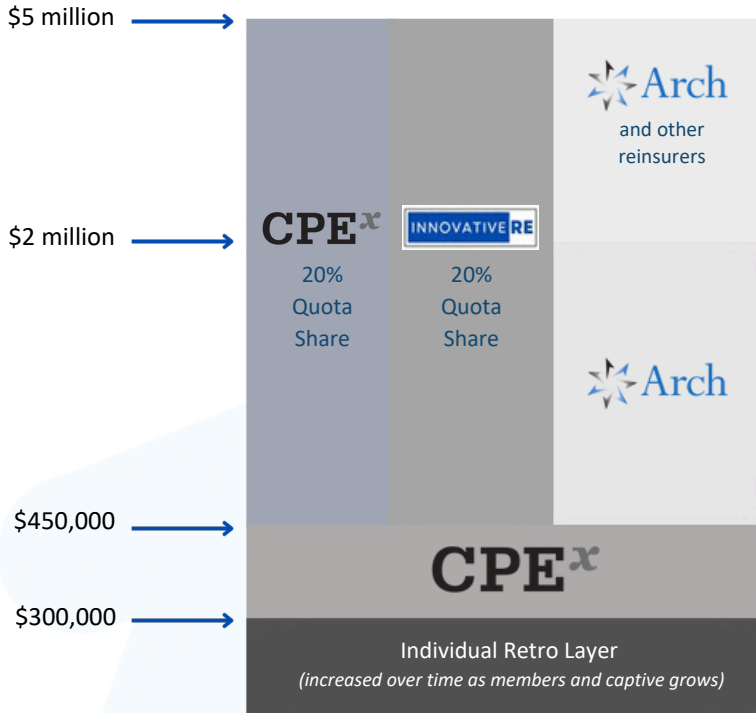 $5 million
Arch
and other
reinsurers
$2 million
CPEx
INNOVATIVE RE
20%
Quota
Share
20%
Quota
Share
Arch
$450,000
CPEx
$300,000
Individual Retro Layer
(increased over time as members and captive grows)